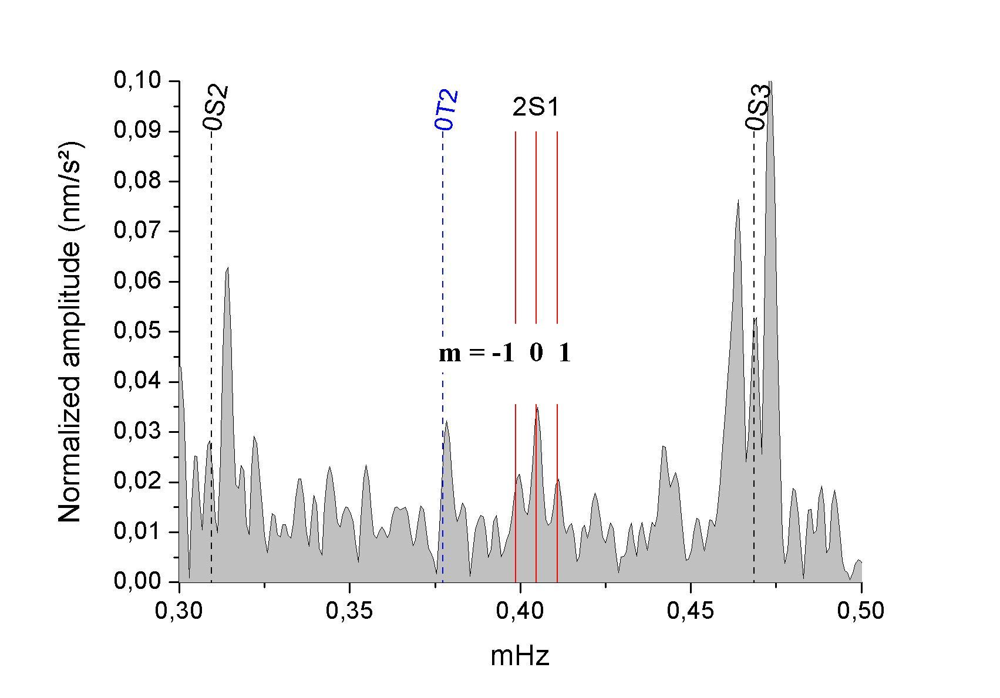 0,10
0,09
0,08
0,07
0,06
0,05
0,04
0,03
0,02
0,01
0,00
Normalized amplitude (nm/s²)
0S2
0T2
2S1
0S3
m = -1 0 1
0,30 0,35 0,40 0,45 0,50
mHz